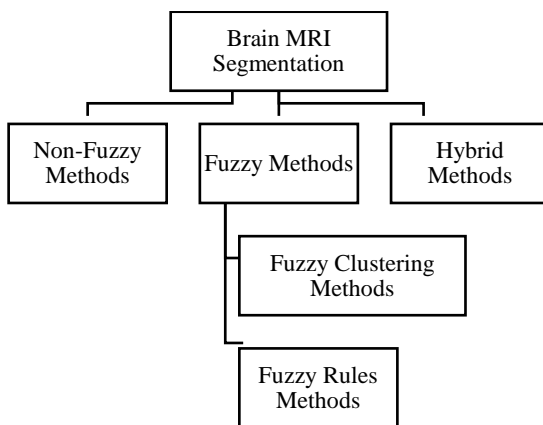 Brain MRI
Segmentation
Non-Fuzzy
Methods
Fuzzy Methods
Hybrid
Methods
Fuzzy Clustering
Methods
Fuzzy Rules
Methods